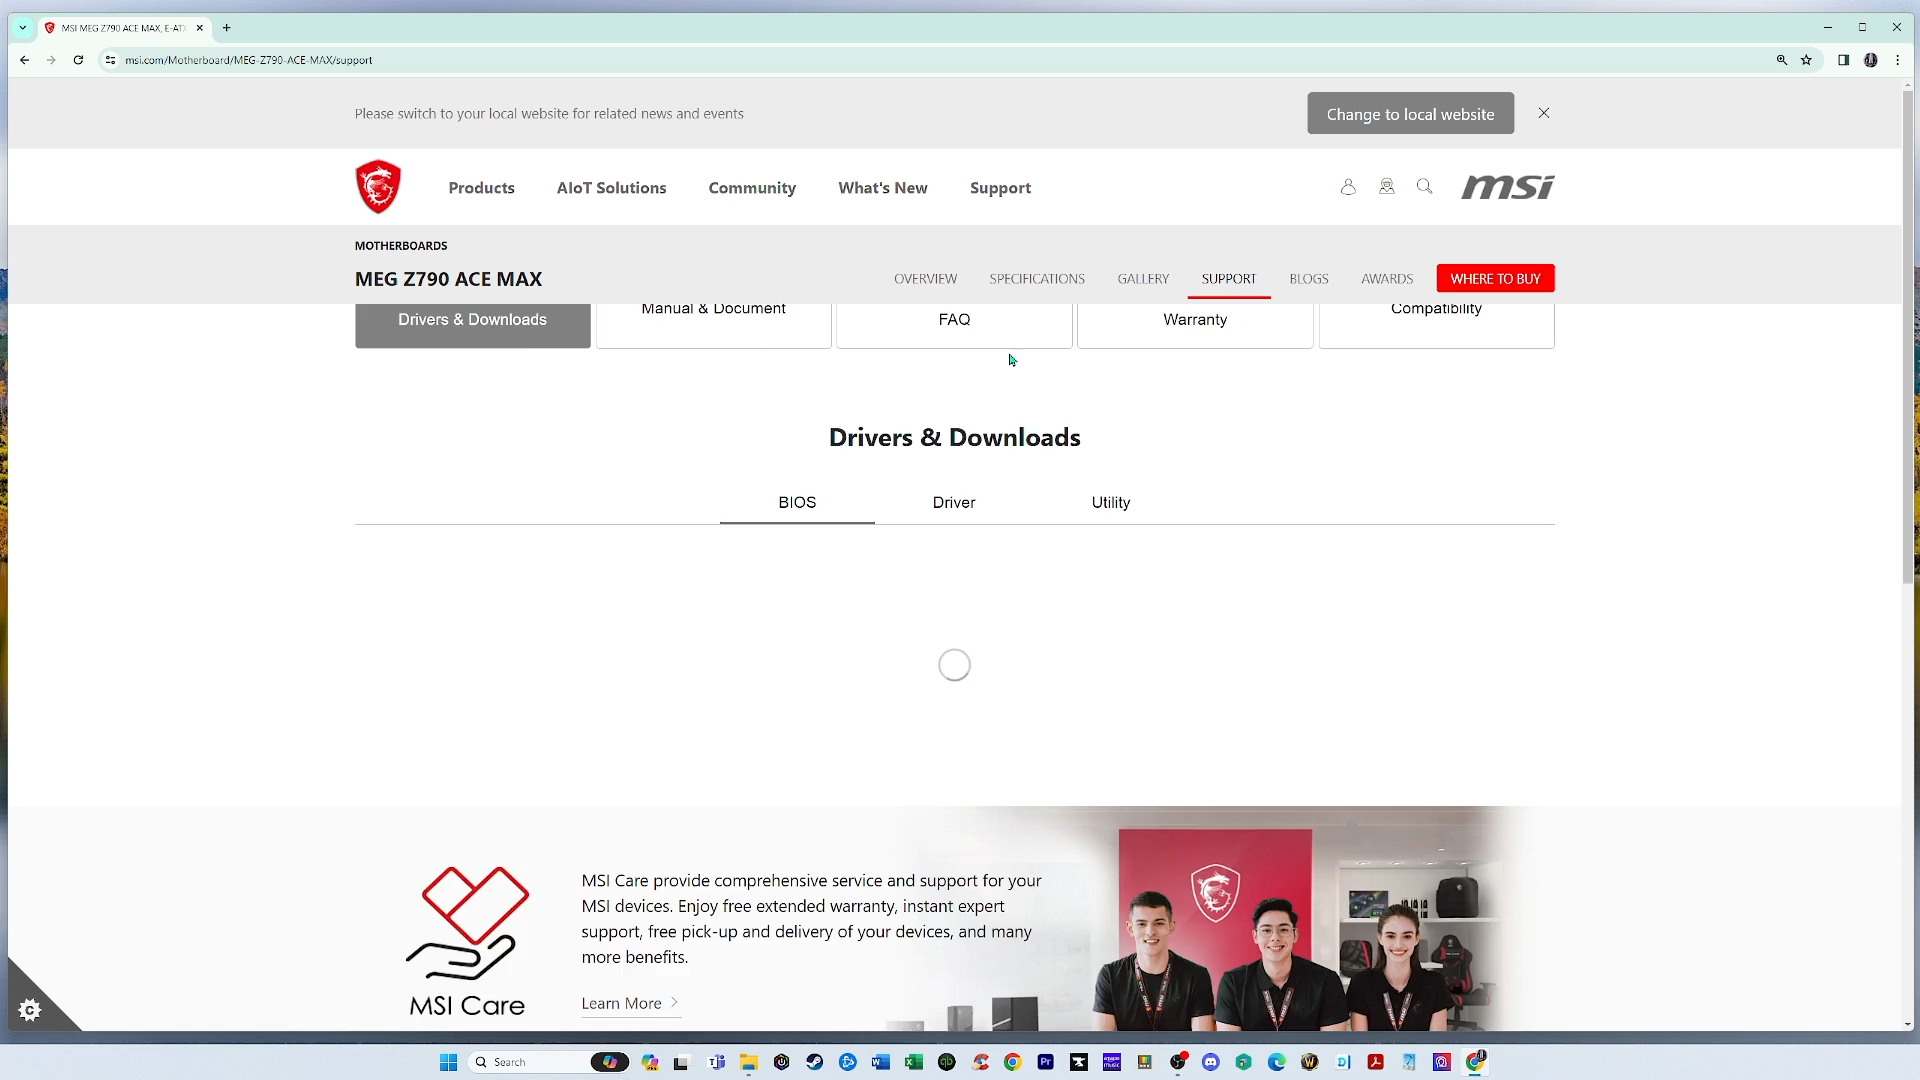 MSI MEG Z790 ACE MAX, E-AT
msi.com/Motherboard/MEG-Z790-ACE-MAX/support
Please switch to your local website for related news and events
Change to local website
Products AIoT Solutions Community What's New Support
msi
MOTHERBOARDS
MEG Z790 ACE MAX
OVERVIEW SPECIFICATIONS GALLERY SUPPORT BLOGS AWARDS WHERE TO BUY
Drivers & Downloads Manual & Document FAQ Warranty Compatibility
Drivers & Downloads
BIOS Driver Utility
MSI Care provide comprehensive service and support for your
MSI devices. Enjoy free extended warranty, instant expert
support, free pick-up and delivery of your devices, and many
more benefits.
MSI Care
Learn More
Search